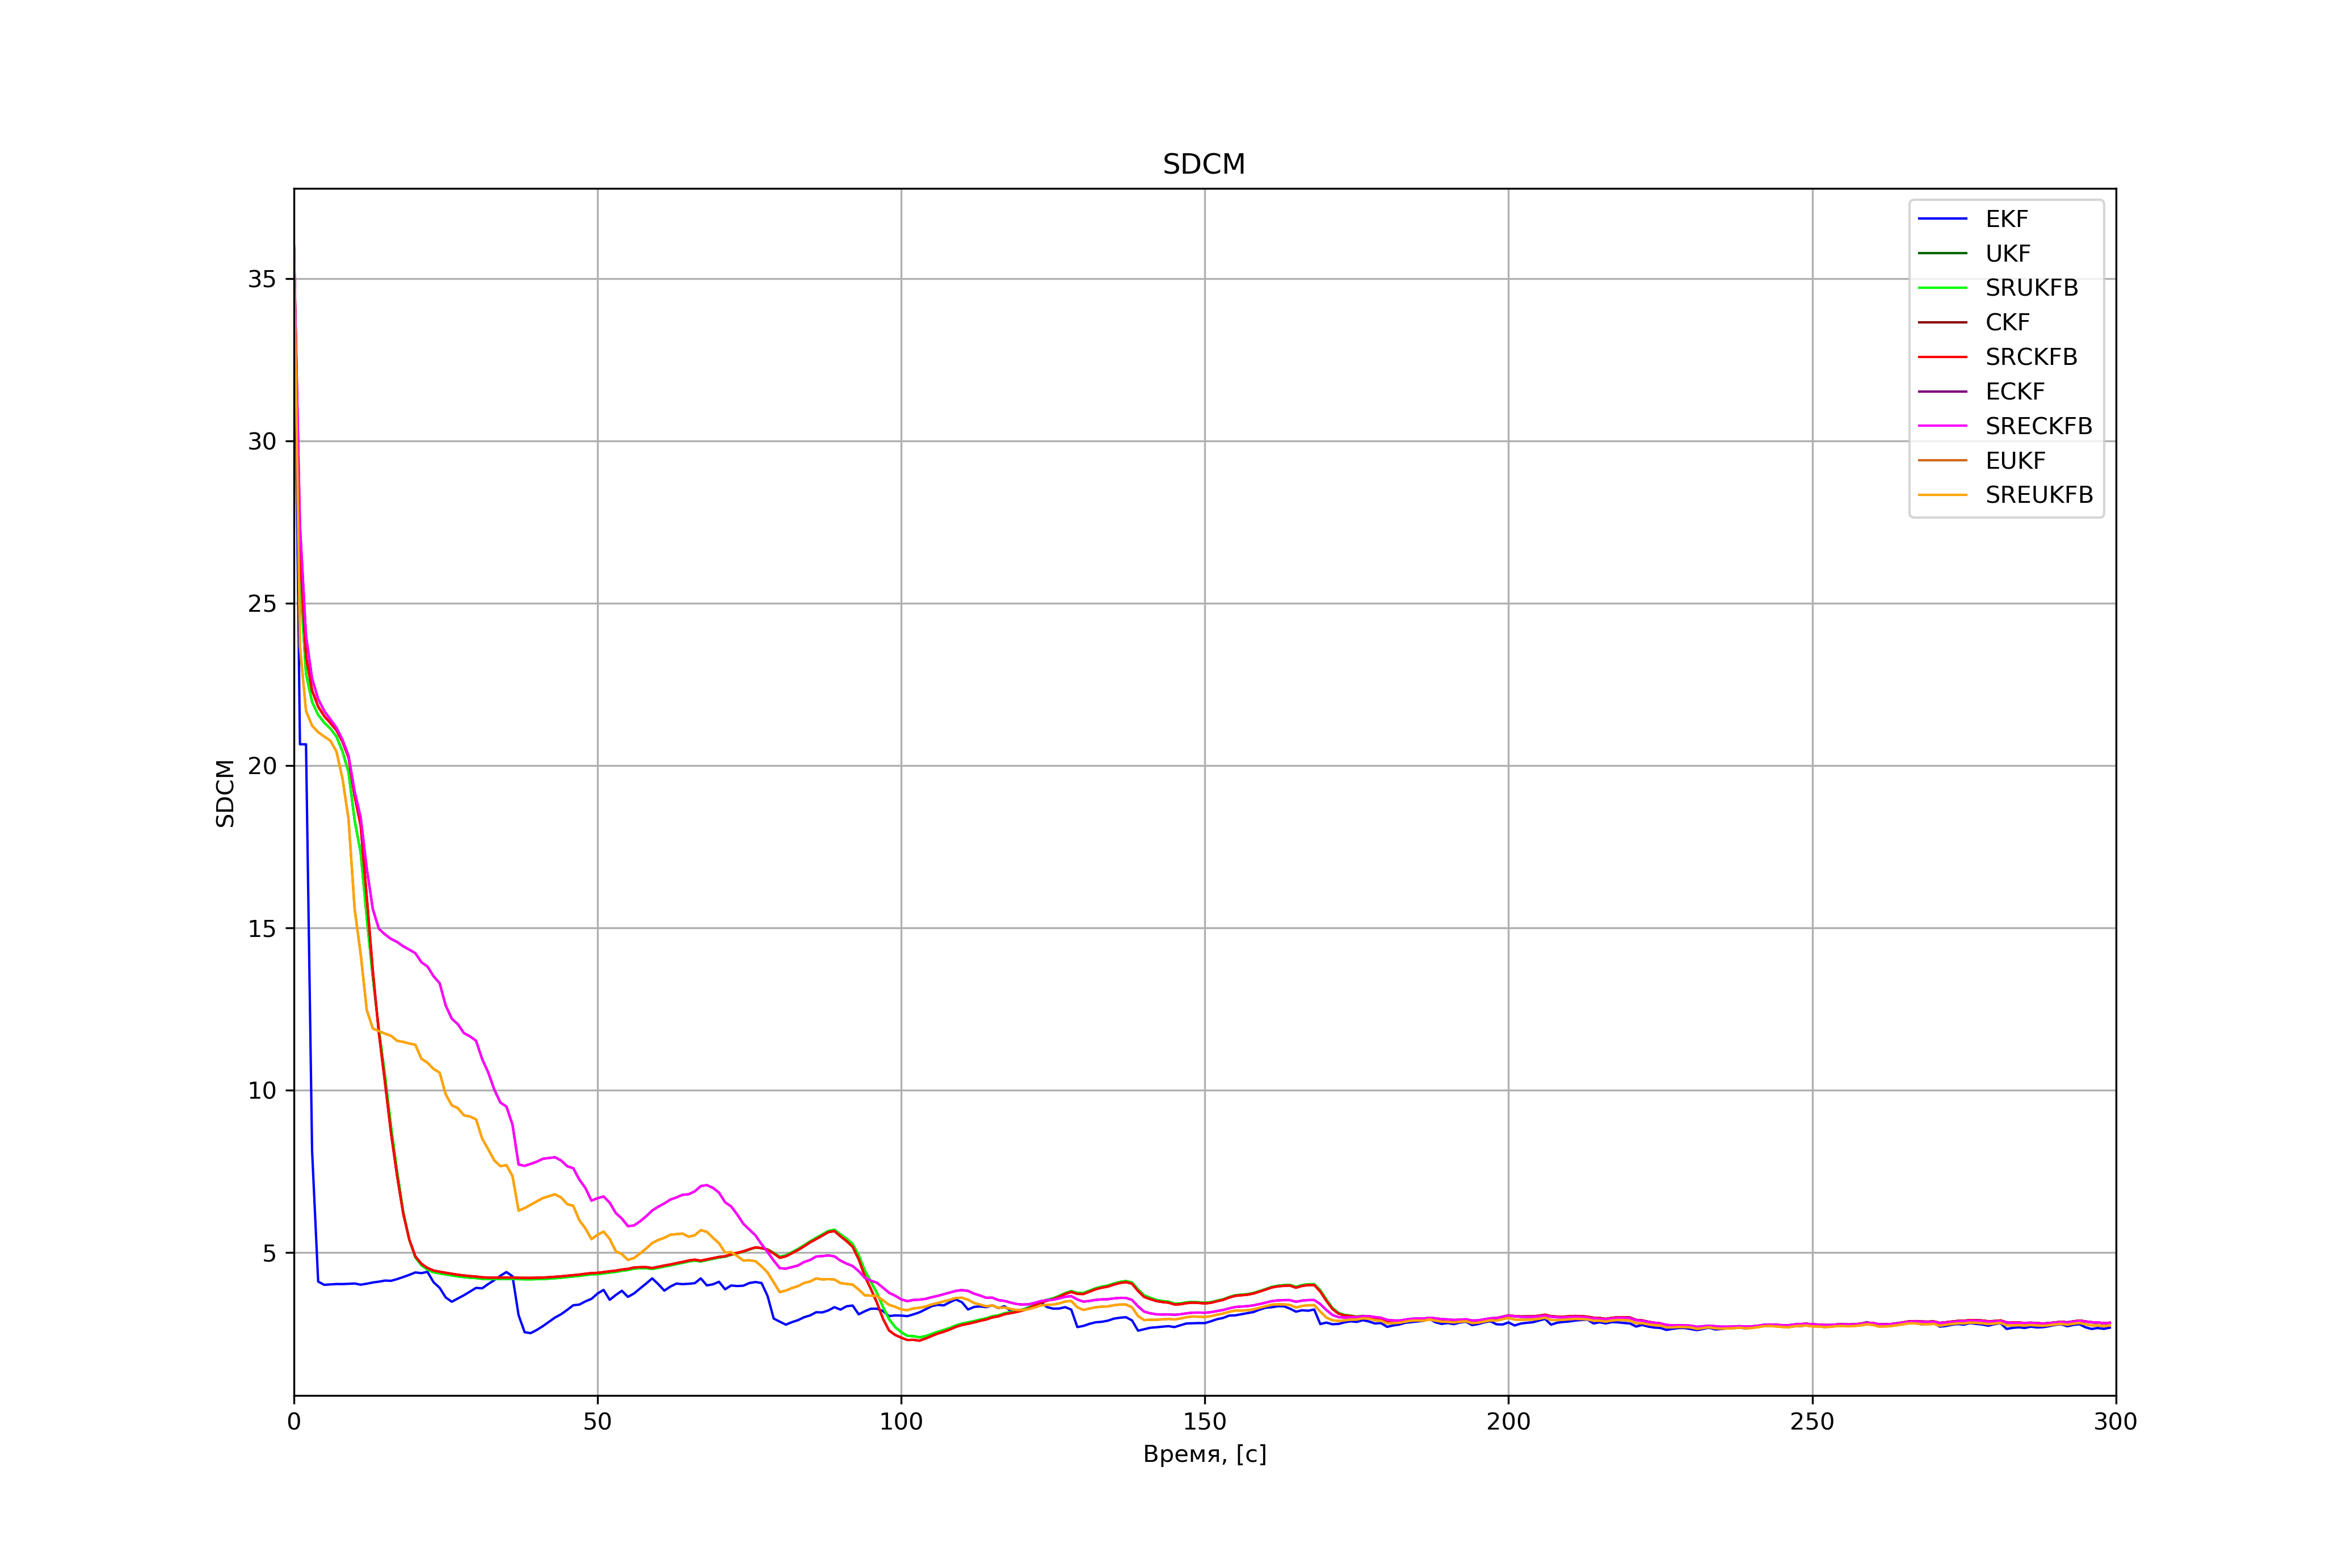 SDCM
EKF
UKF
SRUKFB
CKF
SRCKFB
ECKF
SRECKFB
EUKF
SREUKFB
SDCM
35
30
25
20
15
10
5
0 50 100 150 200 250 300
Время, [с]